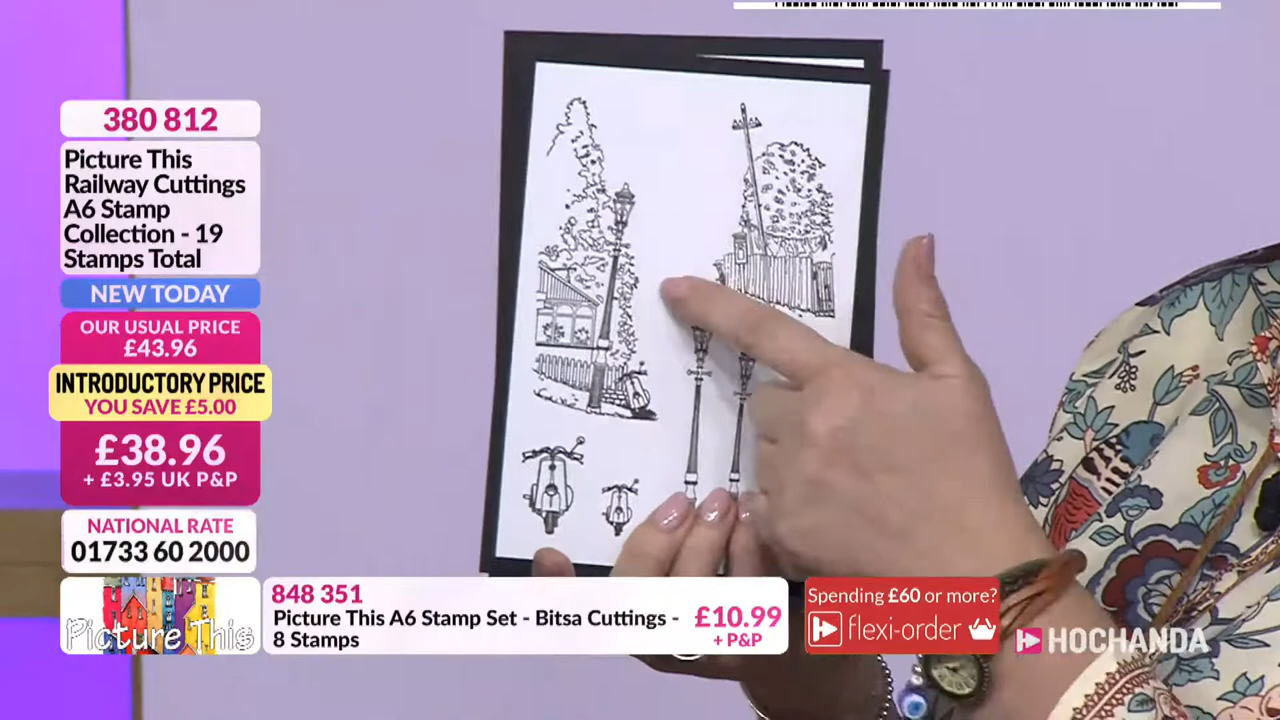 380 812
Picture This
Railway Cuttings
A6 Stamp
Collection - 19
Stamps Total
NEW TODAY
OUR USUAL PRICE
£43.96
INTRODUCTORY PRICE
YOU SAVE £5.00
£38.96
+ £3.95 UK P&P
NATIONAL RATE
01733 60 2000
Picture This
848 351
Picture This A6 Stamp Set - Bitsa Cuttings -
8 Stamps
£10.99
+ P&P
Spending £60 or more?
flexi-order
HOCHANDA